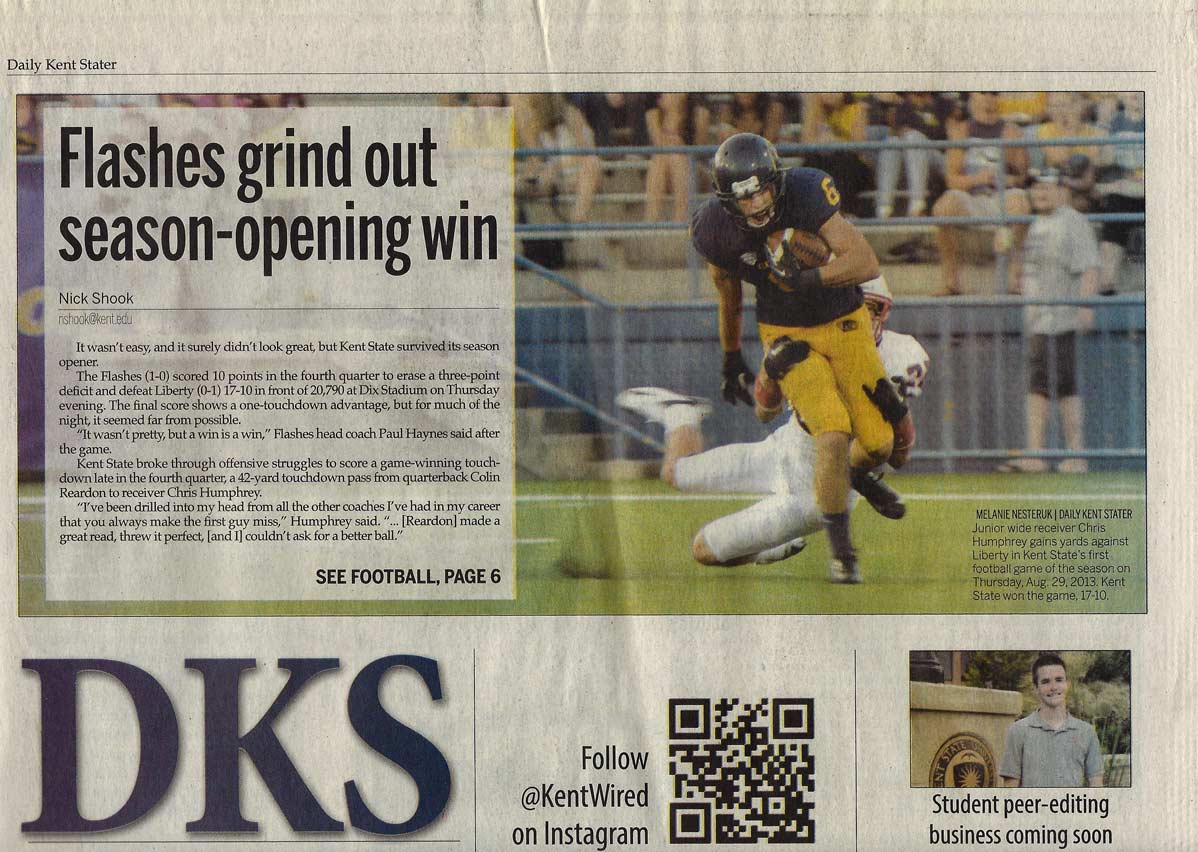 Daily Kent Stater
Flashes grind out
season-opening win
Nick Shook
nshook@kent.edu
It wasn't easy, and it surely didn't look great, but Kent State survived its season
opener.
The Flashes (1-0) scored 10 points in the fourth quarter to erase a three-point
deficit and defeat Liberty (0-1) 17-10 in front of 20,790 at Dix Stadium on Thursday
evening. The final score shows a one-touchdown advantage, but for much of the
night, it seemed far from possible.
"It wasn't pretty, but a win is a win," Flashes head coach Paul Haynes said after
the game.
Kent State broke through offensive struggles to score a game-winning touch-
down late in the fourth quarter, a 42-yard touchdown pass from quarterback Colin
Reardon to receiver Chris Humphrey.
"I've been drilled into my head from all the other coaches I've had in my career
that you always make the first guy miss," Humphrey said. "... [Reardon] made a
great read, threw it perfect, [and I] couldn't ask for a better ball."
SEE FOOTBALL, PAGE 6
6
MELANIE NESTERUK | DAILY KENT STATER
Junior wide receiver Chris
Humphrey gains yards against
Liberty in Kent State's first
football game of the season on
Thursday, Aug. 29, 2013. Kent
State won the game, 17-10.
DKS
Follow
@KentWired
on Instagram
ENT STATE
Student peer-editing
business coming soon